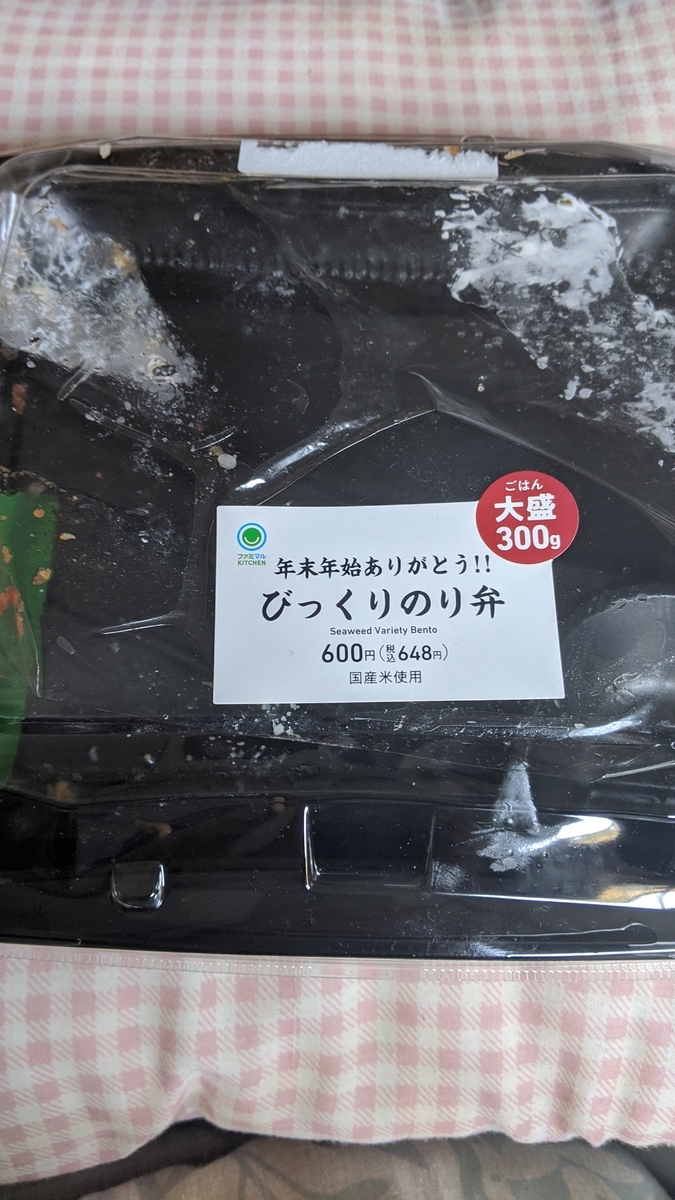 ごはん
大盛
300g
ファミマル
KITCHEN
年末年始ありがとう!!
びっくりのり弁
Seaweed Variety Bento
600円(税込648円)
国産米使用